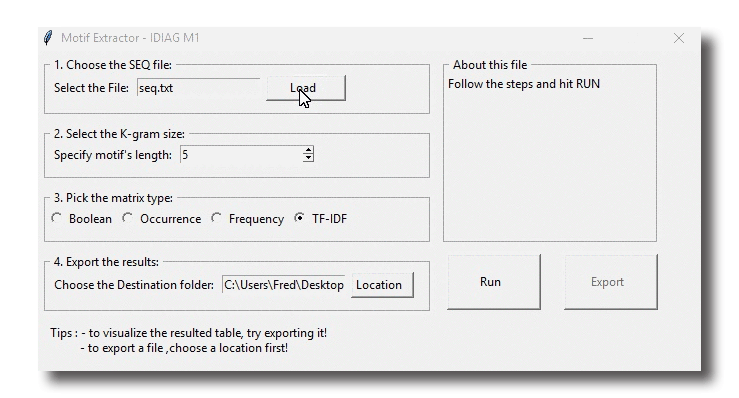 Motif Extractor - IDIAG M1
1. Choose the SEQ file:
Select the File: seq.txt Load
2. Select the K-gram size:
Specify motif's length: 5
3. Pick the matrix type:
Boolean Occurrence Frequency TF-IDF
4. Export the results:
Choose the Destination folder: C:\Users\Fred\Desktop Location
Tips : - to visualize the resulted table, try exporting it!
- to export a file ,choose a location first!
About this file
Follow the steps and hit RUN
Run Export